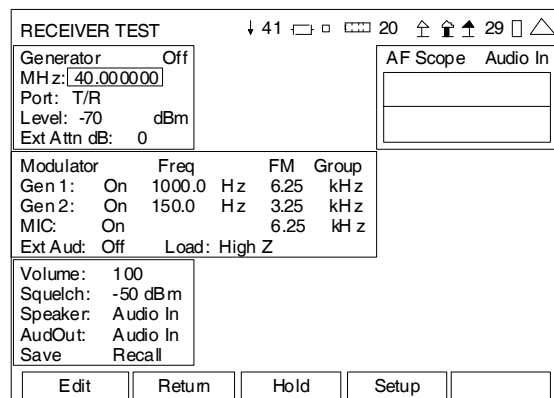 RECEIVER TEST 41 20 29
Generator Off
MHz: 40.000000
Port: T/R
Level: -70 dBm
Ext Attn dB: 0
AF Scope Audio In
Modulator Freq FM Group
Gen 1: On 1000.0 Hz 6.25 kHz
Gen 2: On 150.0 Hz 3.25 kHz
MIC: On 6.25 kHz
Ext Aud: Off Load: High Z
Volume: 100
Squelch: -50 dBm
Speaker: Audio In
AudOut: Audio In
Save Recall
Edit Return Hold Setup